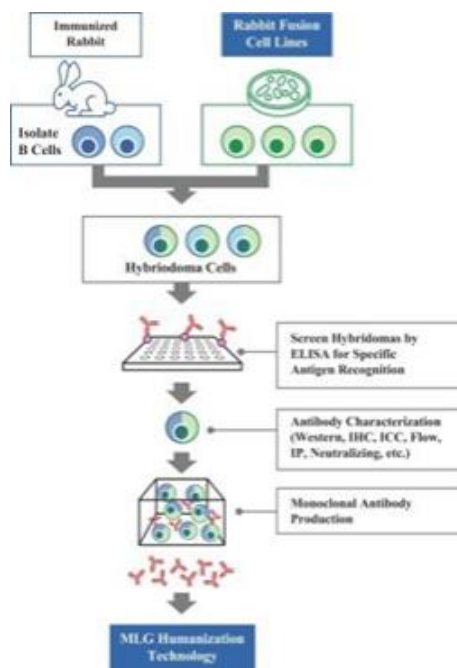 Immunized
Rabbit
Rabbit Fusion
Cell Lines
Isolate
B Cells
Hybriodoma Cells
Screen Hybridomas by
ELISA for Specific
Antigen Recognition
Antibody Characterization
(Western, IHC, ICC, Flow,
IP, Neutralizing, etc.)
Monoclonal Antibody
Production
MLG Humanization
Technology